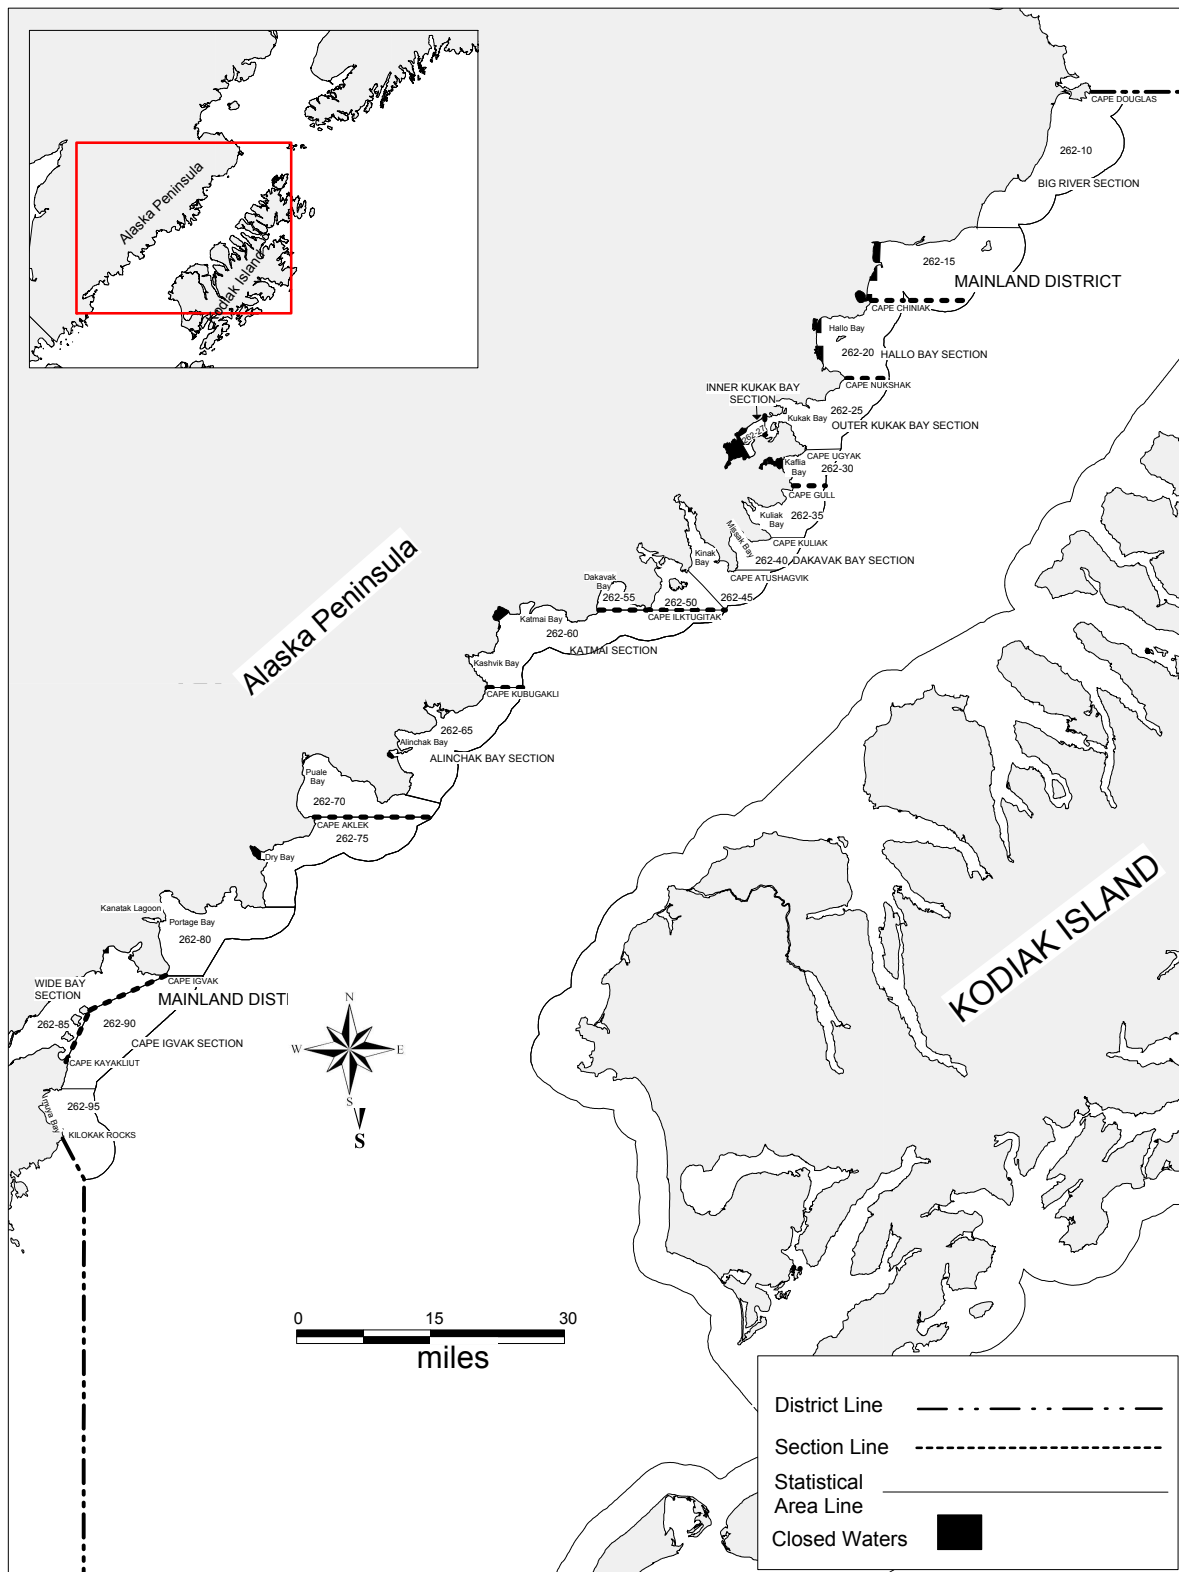 Alaska Peninsula
Kodiak Island
CAPE DOUGLAS
262-10
BIG RIVER SECTION
262-15
MAINLAND DISTRICT
CAPE CHINIAK
Hallo Bay
262-20
HALLO BAY SECTION
CAPE NUKSHAK
INNER KUKAK BAY
SECTION
262-25
Kukak Bay
OUTER KUKAK BAY SECTION
262-27
CAPE UGYAK
Kaflia
Bay
262-30
CAPE GULL
Kuliak
Bay
262-35
Missak Bay
CAPE KULIAK
Kinak
Bay
262-40
DAKAVAK BAY SECTION
CAPE ATUSHAGVIK
Dakavak
Bay
262-55
262-50
262-45
CAPE ILKTUGITAK
Katmai Bay
262-60
KATMAI SECTION
Kashvik Bay
CAPE KUBUGAKLI
Alaska Peninsula
262-65
Alinchak Bay
ALINCHAK BAY SECTION
Puale
Bay
262-70
CAPE AKLEK
262-75
Dry Bay
Kanatak Lagoon
Portage Bay
262-80
CAPE IGVAK
WIDE BAY
SECTION
MAINLAND DISTI
262-85
262-90
CAPE IGVAK SECTION
CAPE KAYAKLIUT
262-95
KILOKAK ROCKS
KODIAK ISLAND
N
W
E
S
S
0
15
30
miles
District Line
Section Line
Statistical
Area Line
Closed Waters